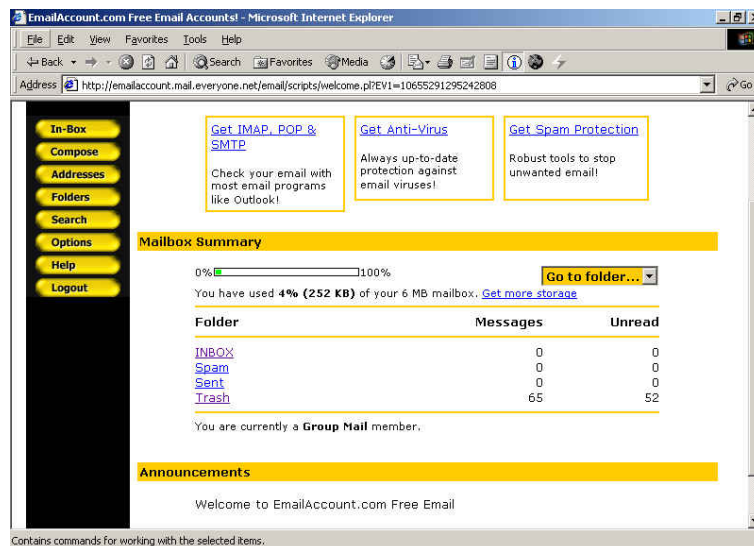 EmailAccount.com Free Email Accounts! - Microsoft Internet Explorer
File Edit View Favorites Tools Help
Back Search Favorites Media
Address http://emailaccount.mail.everyone.net/email/scripts/welcome.pl?EV1=10655291295242808 Go
In-Box
Compose
Addresses
Folders
Search
Options
Help
Logout
Get IMAP, POP &
SMTP
Check your email with
most email programs
like Outlook!
Get Anti-Virus
Always up-to-date
protection against
email viruses!
Get Spam Protection
Robust tools to stop
unwanted email!
Mailbox Summary
0% 100%
Go to folder...
You have used 4% (252 KB) of your 6 MB mailbox. Get more storage
Folder Messages Unread
INBOX 0 0
Spam 0 0
Sent 0 0
Trash 65 52
You are currently a Group Mail member.
Announcements
Welcome to EmailAccount.com Free Email
Contains commands for working with the selected items.